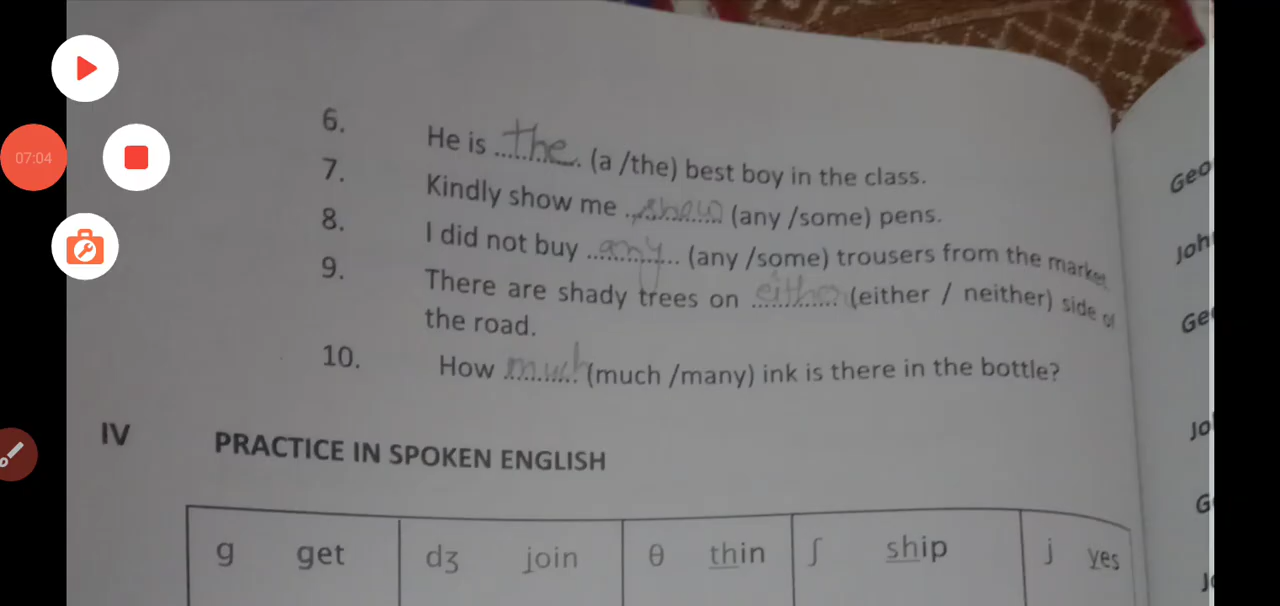 07:04
6. He is the (a /the) best boy in the class.
7. Kindly show me show (any /some) pens.
8. I did not buy any (any /some) trousers from the market.
9. There are shady trees on either (either / neither) side of
the road.
10. How much (much /many) ink is there in the bottle?
IV PRACTICE IN SPOKEN ENGLISH
g get dʒ join θ thin ʃ ship j yes
Geo
Joh
Ge
Jo
G
Jo